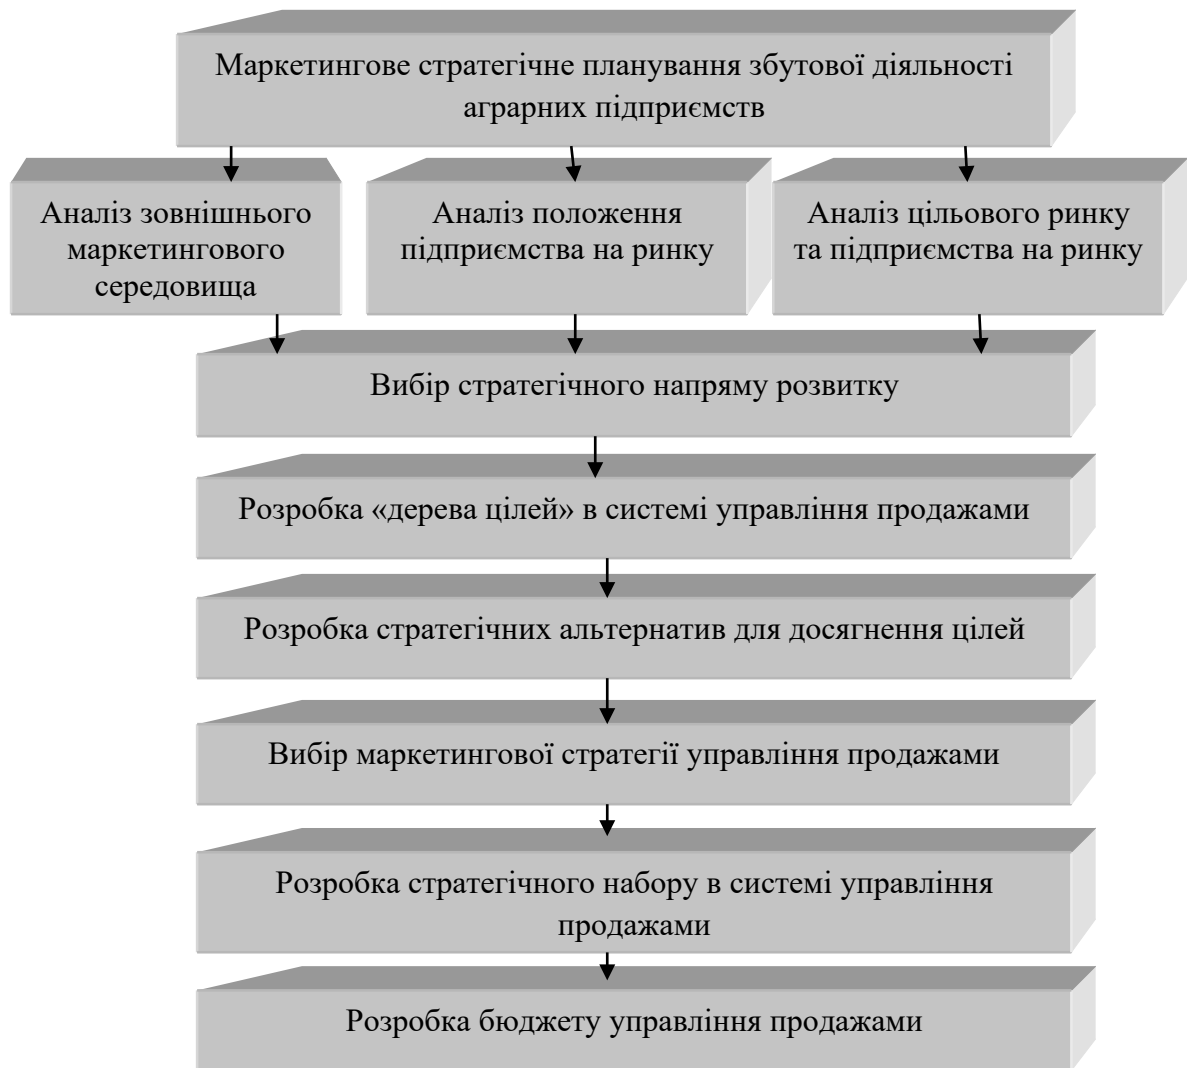 Маркетингове стратегічне планування збутової діяльності
аграрних підприємств
Аналіз зовнішнього
маркетингового
середовища
Аналіз положення
підприємства на ринку
Аналіз цільового ринку
та підприємства на ринку
Вибір стратегічного напряму розвитку
Розробка «дерева цілей» в системі управління продажами
Розробка стратегічних альтернатив для досягнення цілей
Вибір маркетингової стратегії управління продажами
Розробка стратегічного набору в системі управління
продажами
Розробка бюджету управління продажами